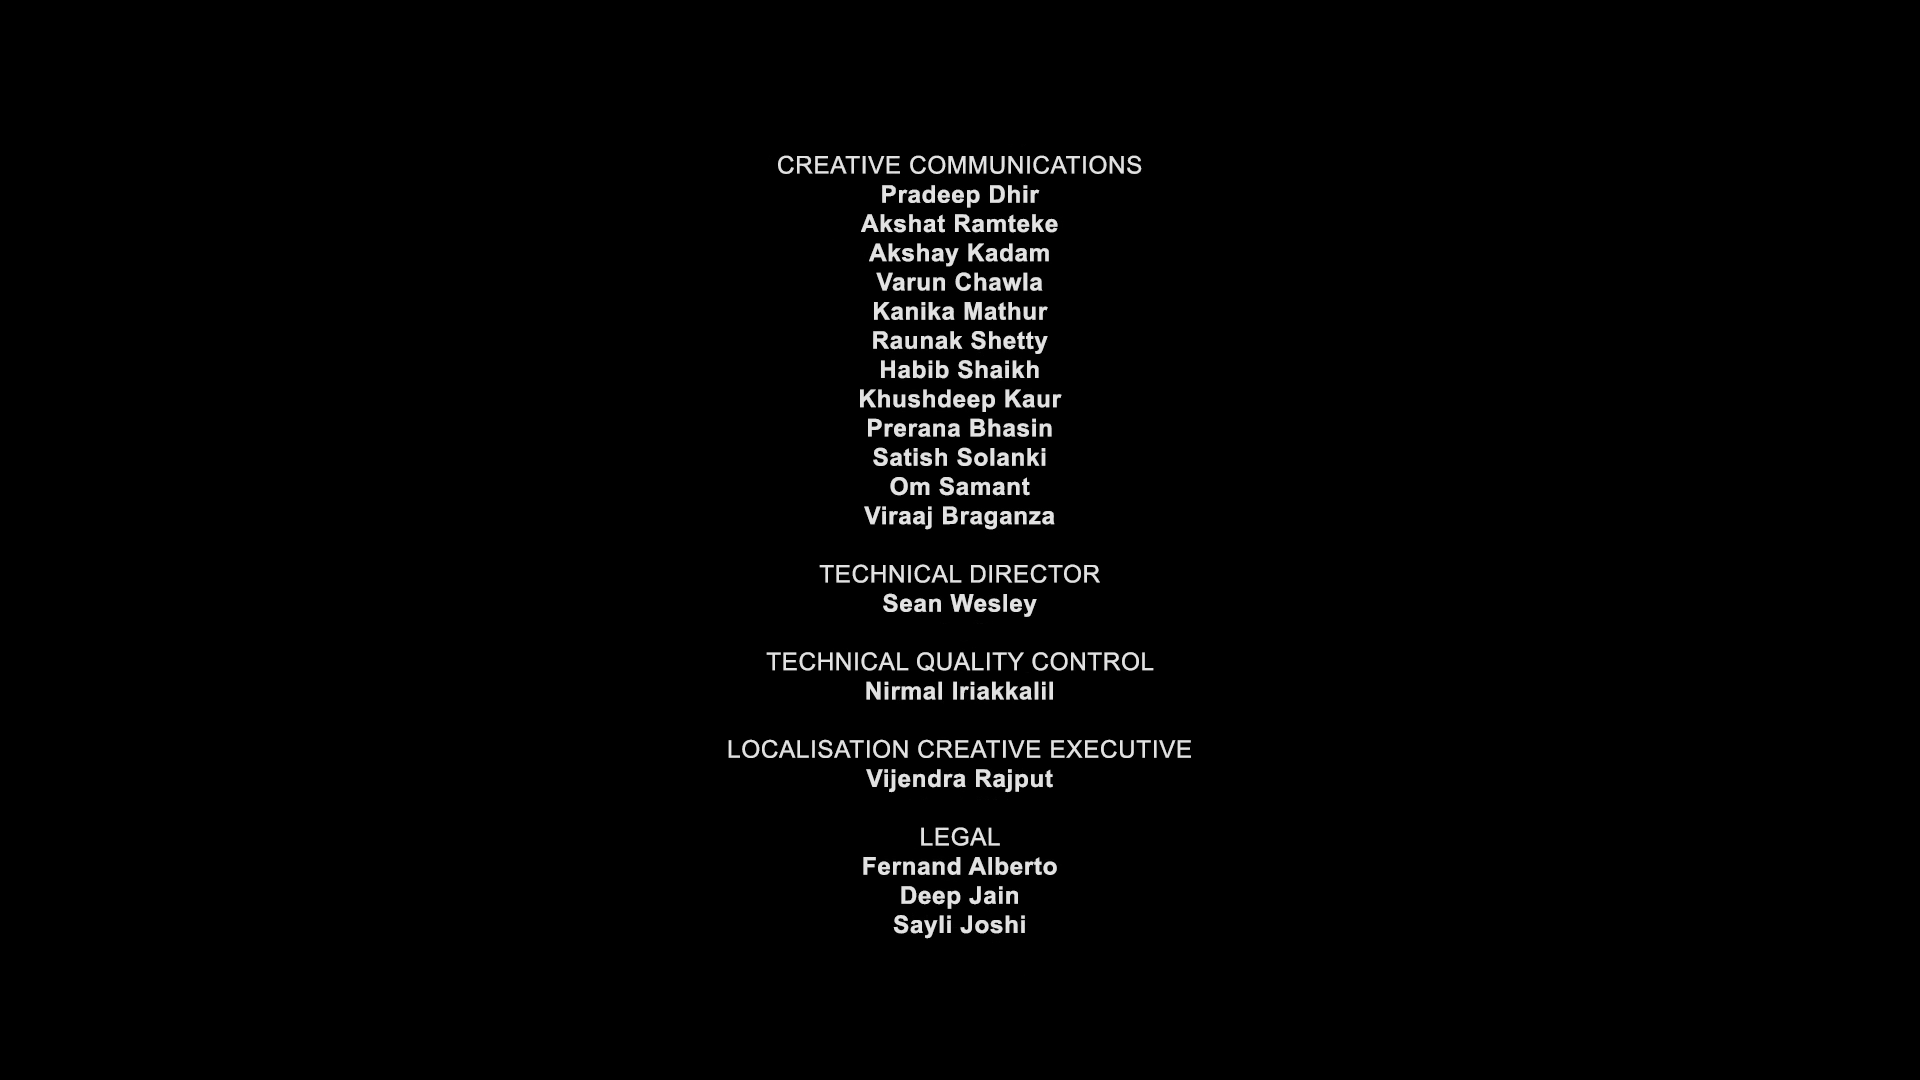 CREATIVE COMMUNICATIONS
Pradeep Dhir
Akshat Ramteke
Akshay Kadam
Varun Chawla
Kanika Mathur
Raunak Shetty
Habib Shaikh
Khushdeep Kaur
Prerana Bhasin
Satish Solanki
Om Samant
Viraaj Braganza
TECHNICAL DIRECTOR
Sean Wesley
TECHNICAL QUALITY CONTROL
Nirmal Iriakkalil
LOCALISATION CREATIVE EXECUTIVE
Vijendra Rajput
LEGAL
Fernand Alberto
Deep Jain
Sayli Joshi